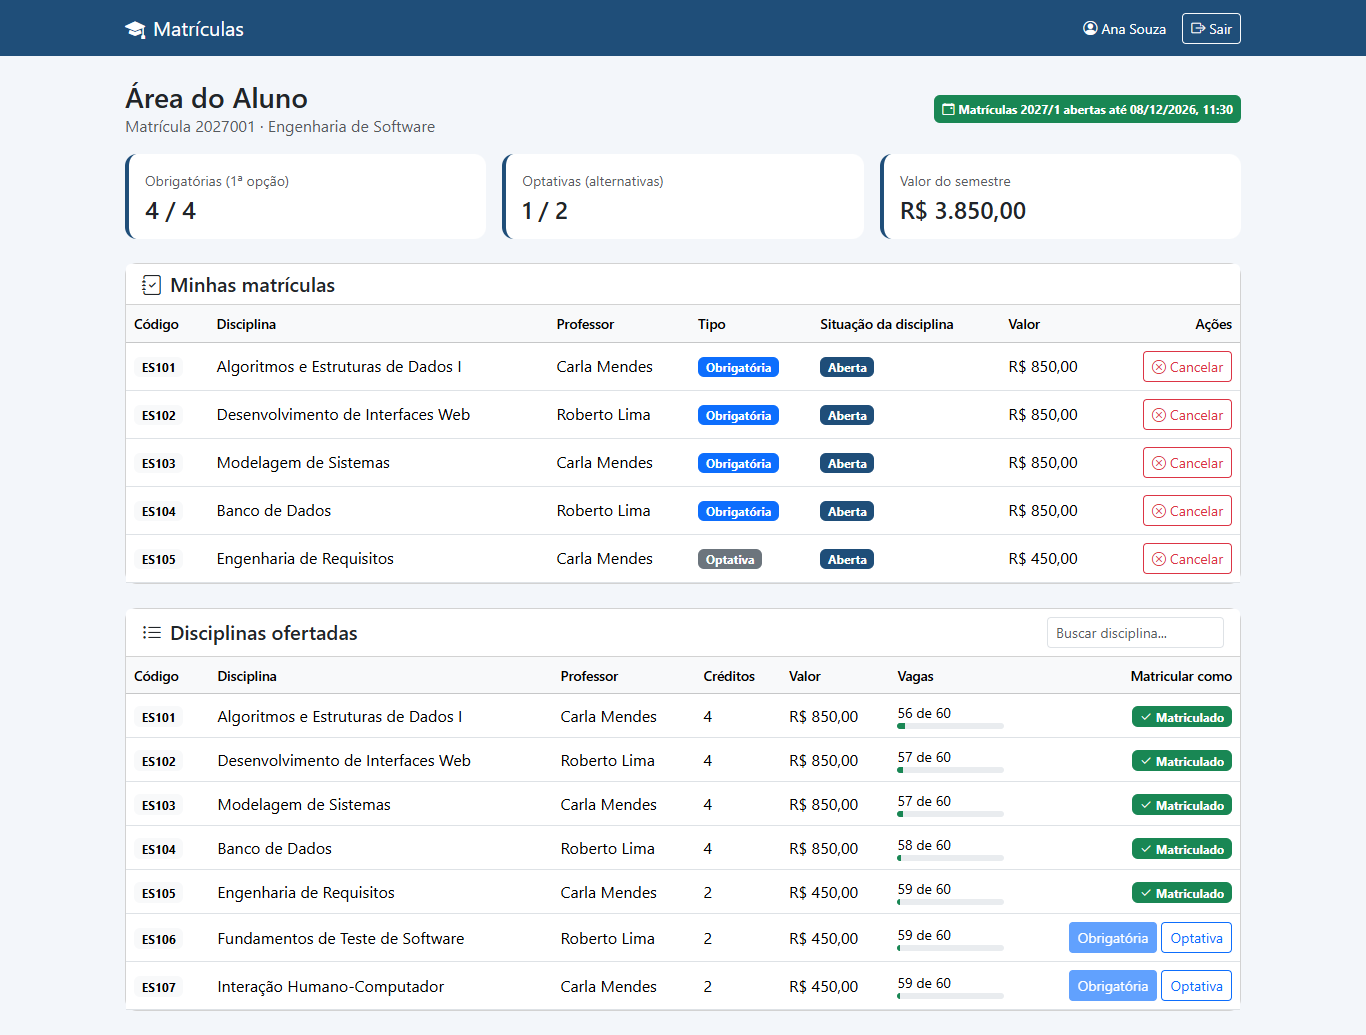 Matrículas
Ana Souza
Sair
Área do Aluno
Matrícula 2027001 · Engenharia de Software
Matrículas 2027/1 abertas até 08/12/2026, 11:30
Obrigatórias (1ª opção)
4 / 4
Optativas (alternativas)
1 / 2
Valor do semestre
R$ 3.850,00
Minhas matrículas
Código Disciplina Professor Tipo Situação da disciplina Valor Ações
ES101 Algoritmos e Estruturas de Dados I Carla Mendes Obrigatória Aberta R$ 850,00 Cancelar
ES102 Desenvolvimento de Interfaces Web Roberto Lima Obrigatória Aberta R$ 850,00 Cancelar
ES103 Modelagem de Sistemas Carla Mendes Obrigatória Aberta R$ 850,00 Cancelar
ES104 Banco de Dados Roberto Lima Obrigatória Aberta R$ 850,00 Cancelar
ES105 Engenharia de Requisitos Carla Mendes Optativa Aberta R$ 450,00 Cancelar
Disciplinas ofertadas
Buscar disciplina...
Código Disciplina Professor Créditos Valor Vagas Matricular como
ES101 Algoritmos e Estruturas de Dados I Carla Mendes 4 R$ 850,00 56 de 60 Matriculado
ES102 Desenvolvimento de Interfaces Web Roberto Lima 4 R$ 850,00 57 de 60 Matriculado
ES103 Modelagem de Sistemas Carla Mendes 4 R$ 850,00 57 de 60 Matriculado
ES104 Banco de Dados Roberto Lima 4 R$ 850,00 58 de 60 Matriculado
ES105 Engenharia de Requisitos Carla Mendes 2 R$ 450,00 59 de 60 Matriculado
ES106 Fundamentos de Teste de Software Roberto Lima 2 R$ 450,00 59 de 60 Obrigatória Optativa
ES107 Interação Humano-Computador Carla Mendes 2 R$ 450,00 59 de 60 Obrigatória Optativa